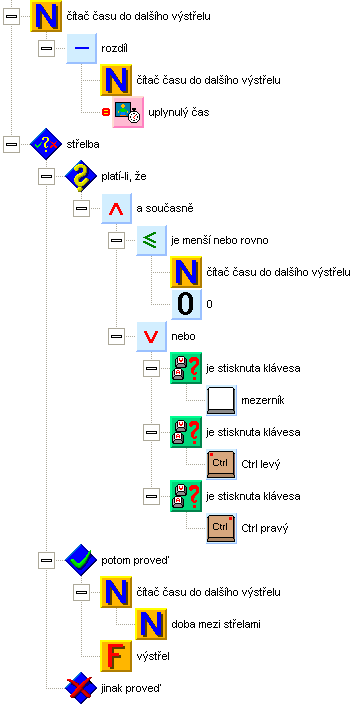 N čítač času do dalšího výstřelu
rozdíl
N čítač času do dalšího výstřelu
uplynulý čas
střelba
platí-li, že
a současně
je menší nebo rovno
N čítač času do dalšího výstřelu
0 0
nebo
je stisknuta klávesa
mezerník
je stisknuta klávesa
Ctrl Ctrl levý
je stisknuta klávesa
Ctrl Ctrl pravý
potom proveď
N čítač času do dalšího výstřelu
N doba mezi střelami
F výstřel
jinak proveď